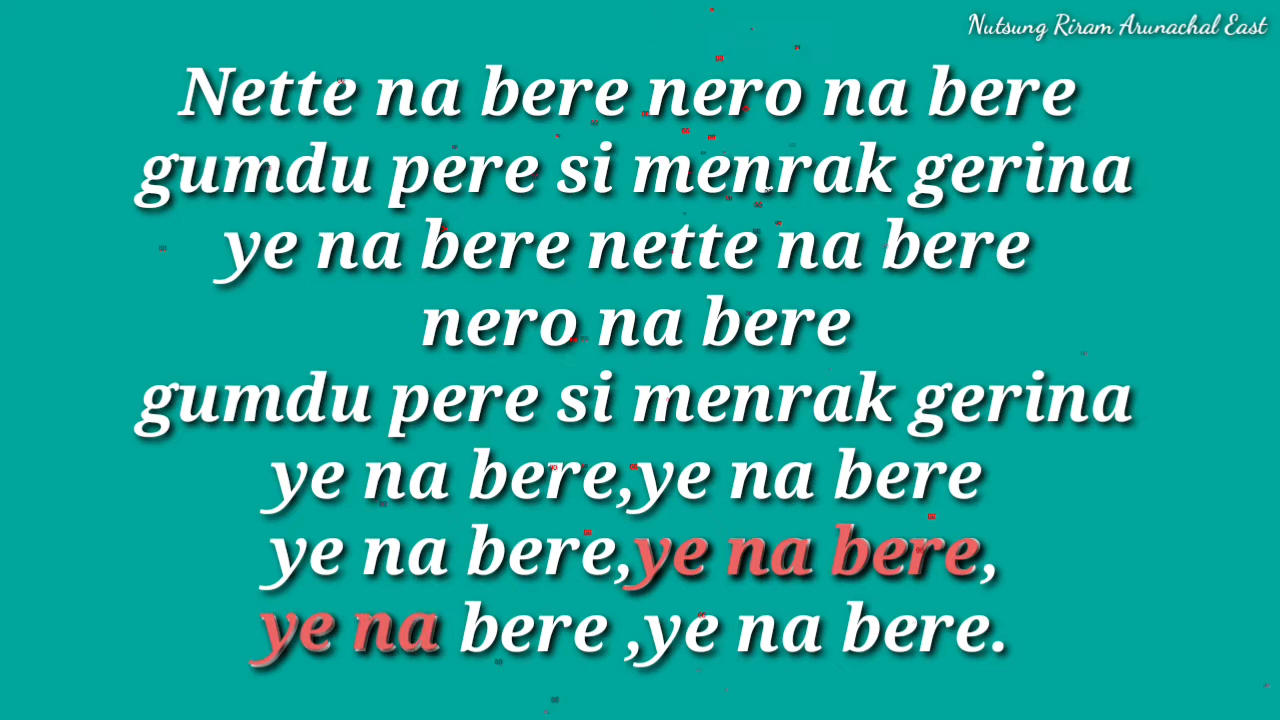 Nutsung Riram Arunachal East
Nette na bere nero na bere
gumdu pere si menrak gerina
ye na bere nette na bere
nero na bere
gumdu pere si menrak gerina
ye na bere,ye na bere
ye na bere,ye na bere,
ye na bere ,ye na bere.